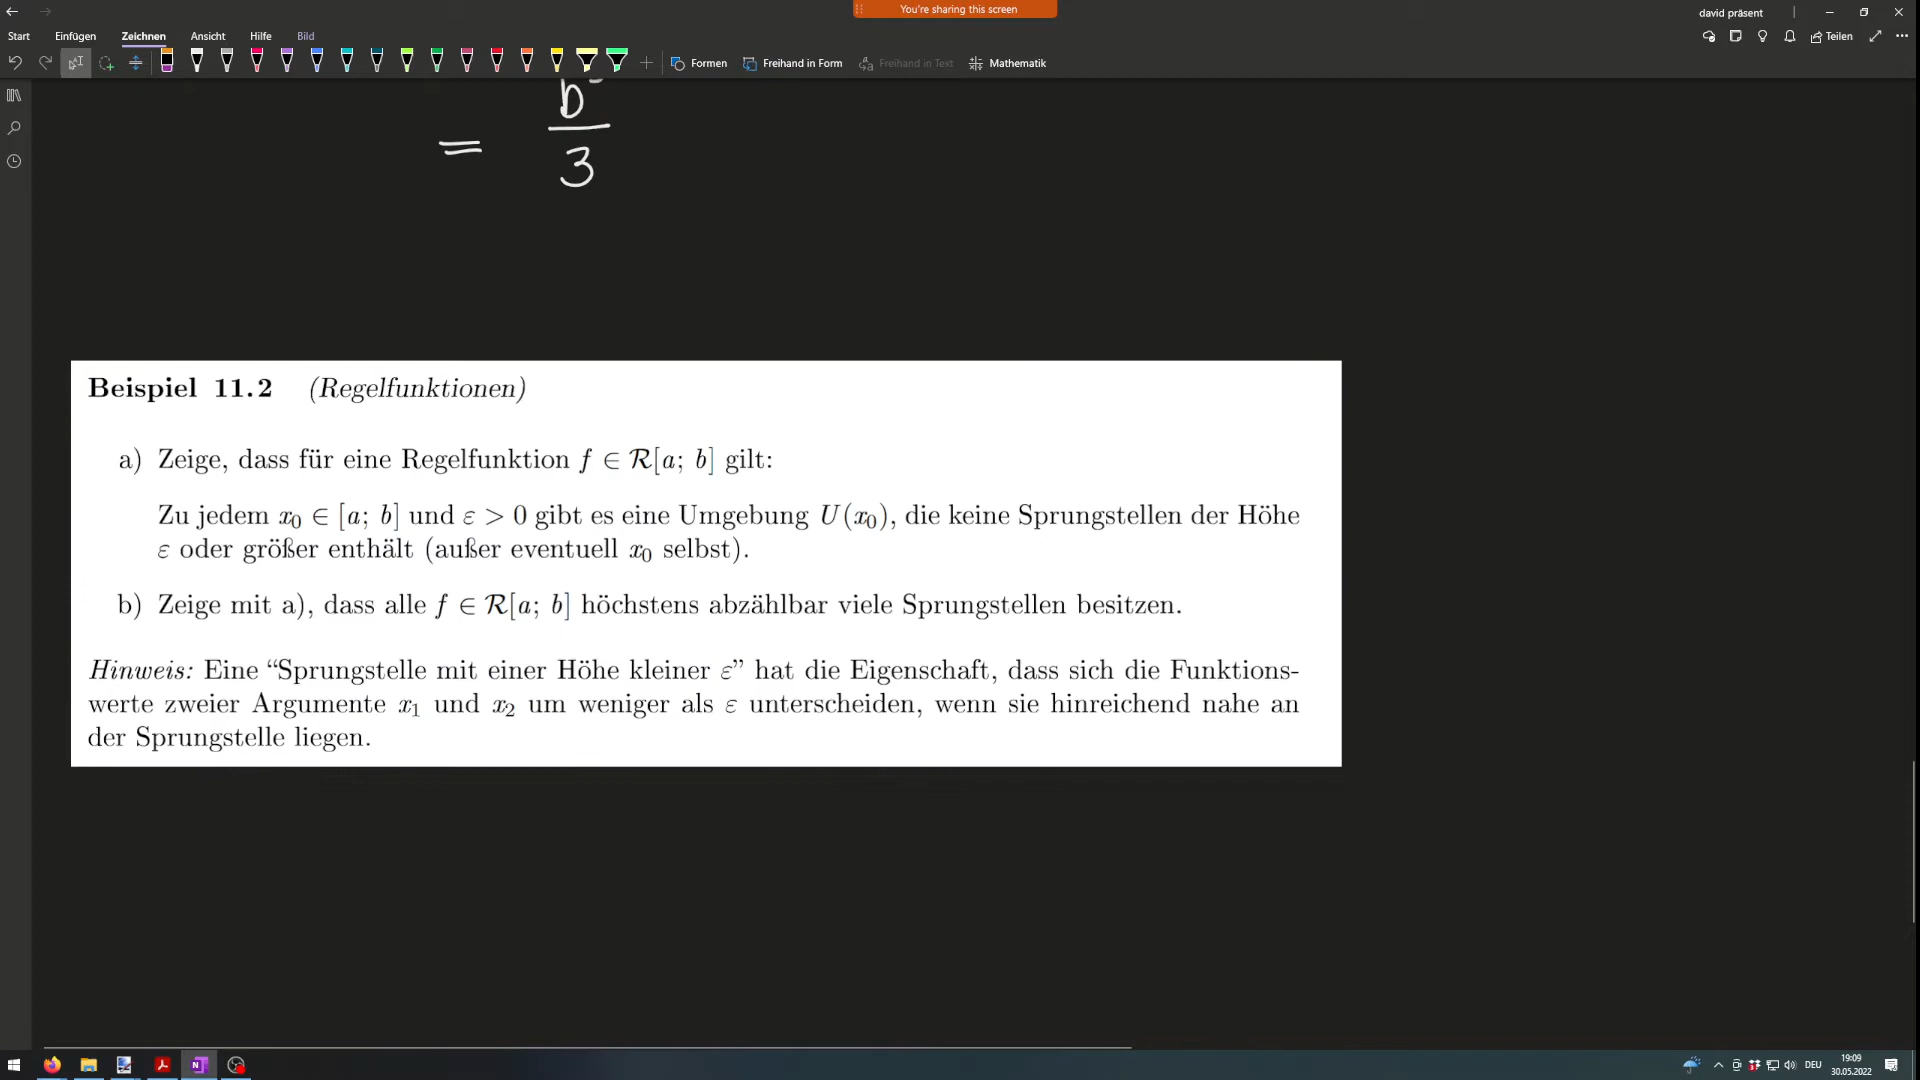 You're sharing this screen
david präsent
Start Einfügen Zeichnen Ansicht Hilfe Bild
Teilen
Formen Freihand in Form Freihand in Text Mathematik
= b
3
Beispiel 11.2 (Regelfunktionen)
a) Zeige, dass für eine Regelfunktion f ∈ ℛ[a; b] gilt:
Zu jedem x₀ ∈ [a; b] und ε > 0 gibt es eine Umgebung U(x₀), die keine Sprungstellen der Höhe
ε oder größer enthält (außer eventuell x₀ selbst).
b) Zeige mit a), dass alle f ∈ ℛ[a; b] höchstens abzählbar viele Sprungstellen besitzen.
Hinweis: Eine “Sprungstelle mit einer Höhe kleiner ε” hat die Eigenschaft, dass sich die Funktions-
werte zweier Argumente x₁ und x₂ um weniger als ε unterscheiden, wenn sie hinreichend nahe an
der Sprungstelle liegen.
DEU
19:09
30.05.2022